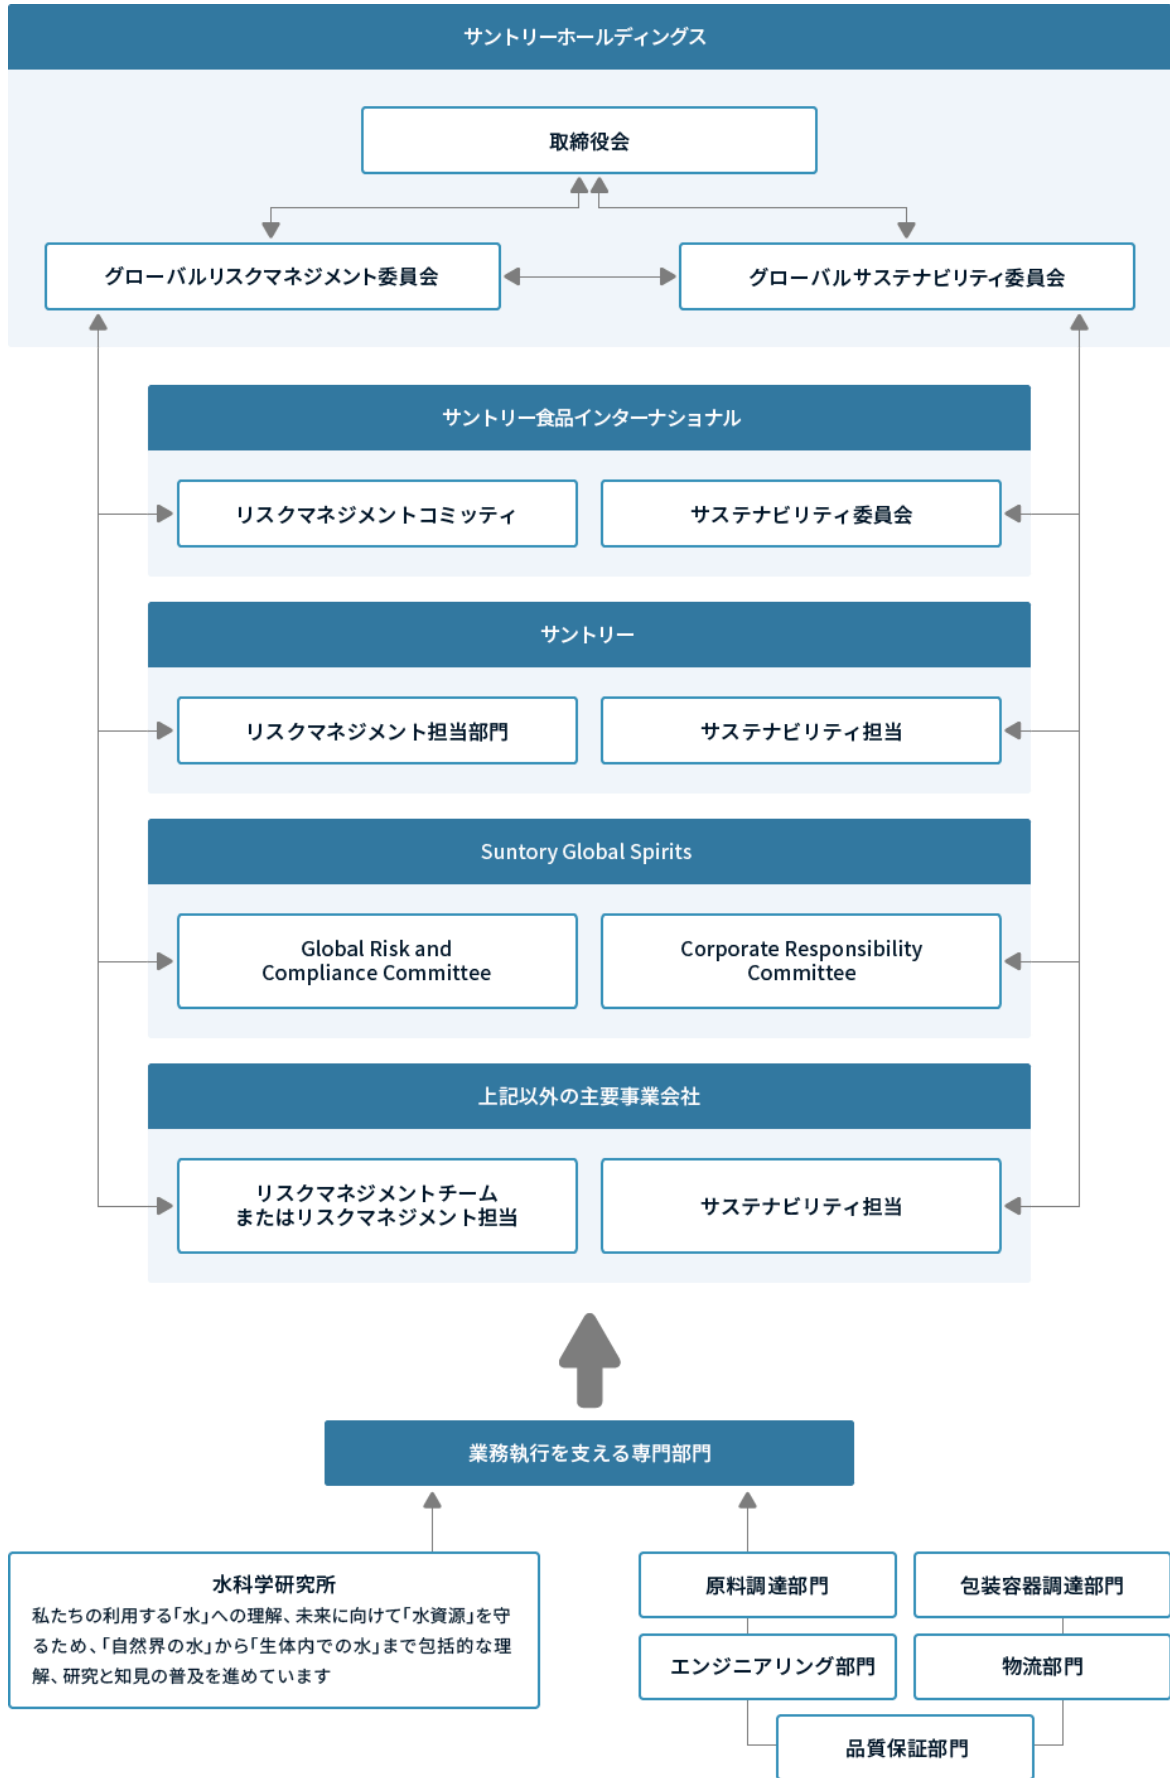 サントリーホールディングス
取締役会
グローバルリスクマネジメント委員会
グローバルサステナビリティ委員会
サントリー食品インターナショナル
リスクマネジメントコミッティ
サステナビリティ委員会
サントリー
リスクマネジメント担当部門
サステナビリティ担当
Suntory Global Spirits
Global Risk and
Compliance Committee
Corporate Responsibility
Committee
上記以外の主要事業会社
リスクマネジメントチーム
またはリスクマネジメント担当
サステナビリティ担当
業務執行を支える専門部門
水科学研究所
私たちの利用する「水」への理解、未来に向けて「水資源」を守
るため、「自然界の水」から「生体内での水」まで包括的な理
解、研究と知見の普及を進めています
原料調達部門
包装容器調達部門
エンジニアリング部門
物流部門
品質保証部門